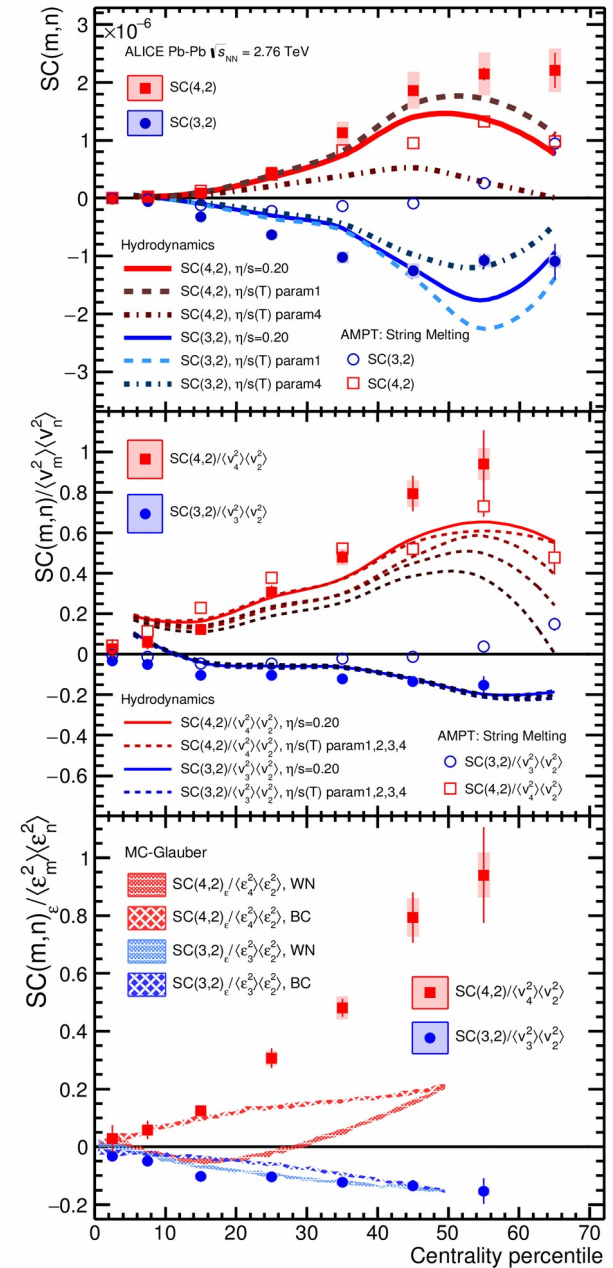 SC(m,n)
×10⁻⁶
ALICE Pb-Pb √s_NN = 2.76 TeV
SC(4,2)
SC(3,2)
3
2
1
0
−1
−2
−3
Hydrodynamics
SC(4,2), η/s=0.20
SC(4,2), η/s(T) param1
SC(4,2), η/s(T) param4
SC(3,2), η/s=0.20
SC(3,2), η/s(T) param1
SC(3,2), η/s(T) param4
AMPT: String Melting
SC(3,2)
SC(4,2)
SC(m,n)/⟨v²_m⟩⟨v²_n⟩
SC(4,2)/⟨v²_4⟩⟨v²_2⟩
SC(3,2)/⟨v²_3⟩⟨v²_2⟩
1
0.8
0.6
0.4
0.2
0
−0.2
−0.4
−0.6
Hydrodynamics
SC(4,2)/⟨v²_4⟩⟨v²_2⟩, η/s=0.20
SC(4,2)/⟨v²_4⟩⟨v²_2⟩, η/s(T) param1,2,3,4
SC(3,2)/⟨v²_3⟩⟨v²_2⟩, η/s=0.20
SC(3,2)/⟨v²_3⟩⟨v²_2⟩, η/s(T) param1,2,3,4
AMPT: String Melting
SC(3,2)/⟨v²_3⟩⟨v²_2⟩
SC(4,2)/⟨v²_4⟩⟨v²_2⟩
SC(m,n)_ε/⟨ε²_m⟩⟨ε²_n⟩
MC-Glauber
SC(4,2)_ε/⟨ε²_4⟩⟨ε²_2⟩, WN
SC(4,2)_ε/⟨ε²_4⟩⟨ε²_2⟩, BC
SC(3,2)_ε/⟨ε²_3⟩⟨ε²_2⟩, WN
SC(3,2)_ε/⟨ε²_3⟩⟨ε²_2⟩, BC
SC(4,2)/⟨v²_4⟩⟨v²_2⟩
SC(3,2)/⟨v²_3⟩⟨v²_2⟩
1
0.8
0.6
0.4
0.2
0
−0.2
0 10 20 30 40 50 60 70
Centrality percentile